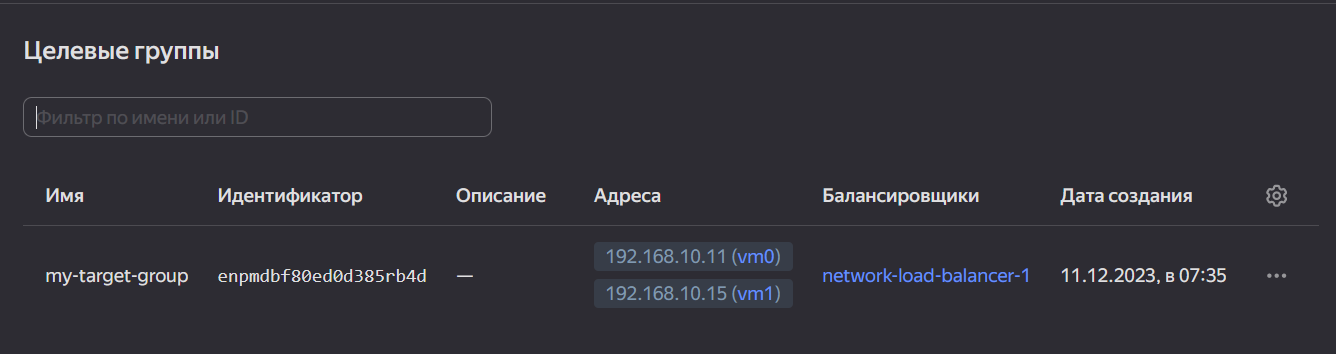 Целевые группы
Фильтр по имени или ID
Имя Идентификатор Описание Адреса Балансировщики Дата создания
my-target-group enpmdbf80ed0d385rb4d — 192.168.10.11 (vm0) network-load-balancer-1 11.12.2023, в 07:35
192.168.10.15 (vm1)